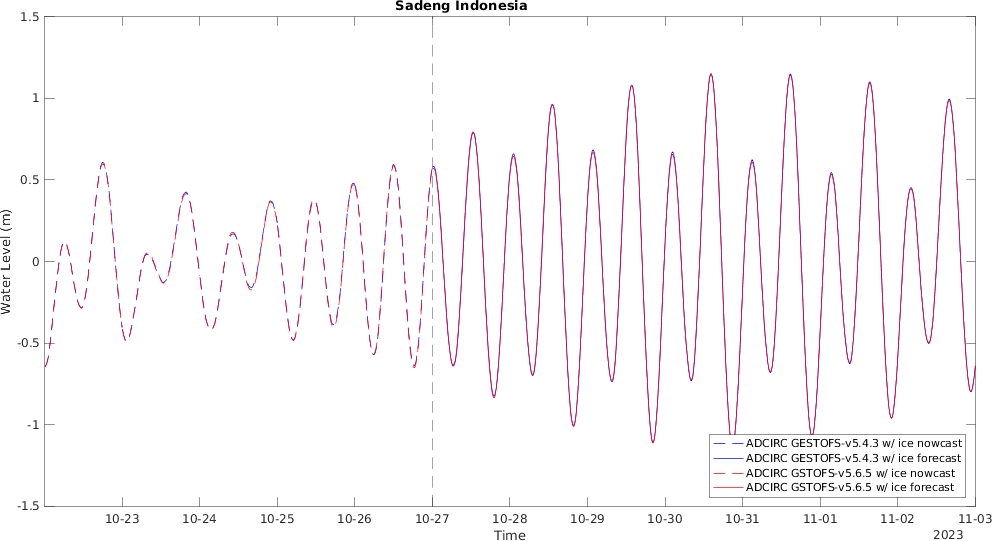 Sadeng Indonesia
1.5
1
0.5
0
-0.5
-1
-1.5
Water Level (m)
10-23 10-24 10-25 10-26 10-27 10-28 10-29 10-30 10-31 11-01 11-02 11-03
Time
2023
ADCIRC GESTOFS-v5.4.3 w/ ice nowcast
ADCIRC GESTOFS-v5.4.3 w/ ice forecast
ADCIRC GSTOFS-v5.6.5 w/ ice nowcast
ADCIRC GSTOFS-v5.6.5 w/ ice forecast